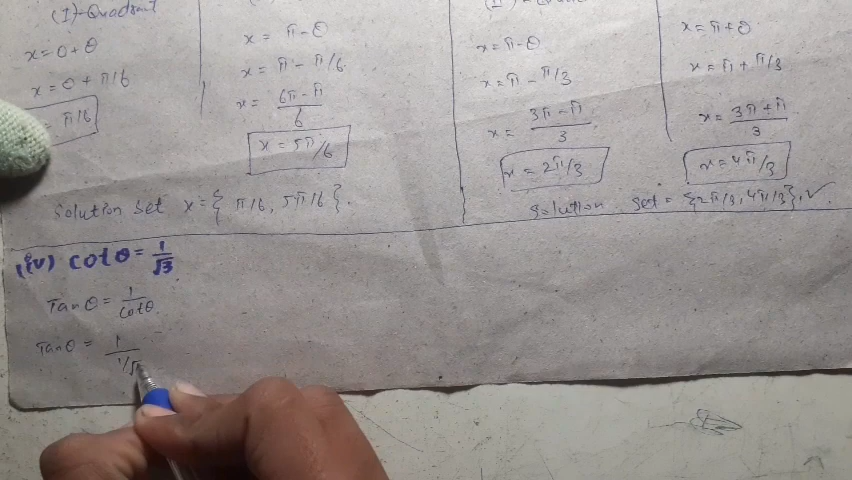 (I)-Quadrant
x = 0 + θ
x = 0 + π/6
= π/6
x = π - θ
x = π - π/6
x = 6π - π / 6
x = 5π/6
solution set x = { π/6, 5π/6 }.
x = π - θ
x = π - π/3
x = 3π - π / 3
x = 2π/3
x = π + θ
x = π + π/3
x = 3π + π / 3
x = 4π/3
solution set = {2π/3, 4π/3}. ✓
(iv) cotθ = 1/√3
Tanθ = 1/cotθ
Tanθ = 1 / 1/√3